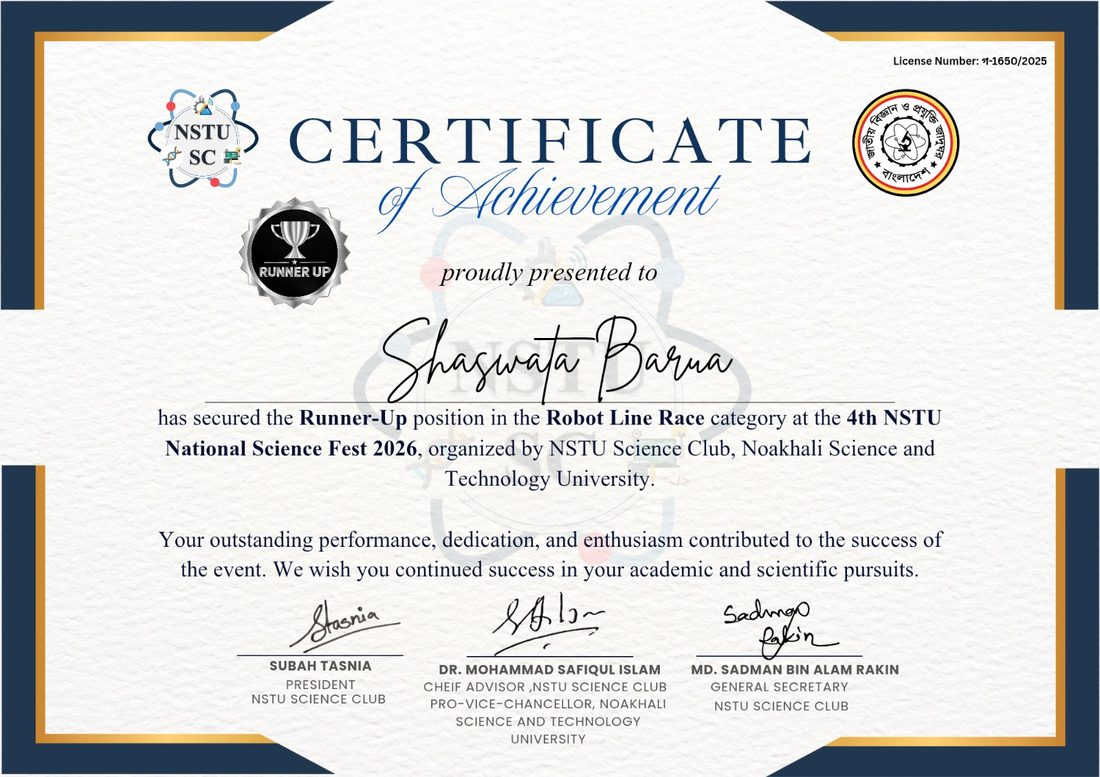 License Number: গ-1650/2025
NSTU
SC
CERTIFICATE
of Achievement
জাতীয় বিজ্ঞান ও প্রযুক্তি জাদুঘর
বাংলাদেশ
RUNNER UP
proudly presented to
Shaswata Barua
has secured the Runner-Up position in the Robot Line Race category at the 4th NSTU
National Science Fest 2026, organized by NSTU Science Club, Noakhali Science and
Technology University.
Your outstanding performance, dedication, and enthusiasm contributed to the success of
the event. We wish you continued success in your academic and scientific pursuits.
NSTU
SC
Stasnia
Sadman
Rakin
SUBAH TASNIA
PRESIDENT
NSTU SCIENCE CLUB
DR. MOHAMMAD SAFIQUL ISLAM
CHEIF ADVISOR ,NSTU SCIENCE CLUB
PRO-VICE-CHANCELLOR, NOAKHALI
SCIENCE AND TECHNOLOGY
UNIVERSITY
MD. SADMAN BIN ALAM RAKIN
GENERAL SECRETARY
NSTU SCIENCE CLUB